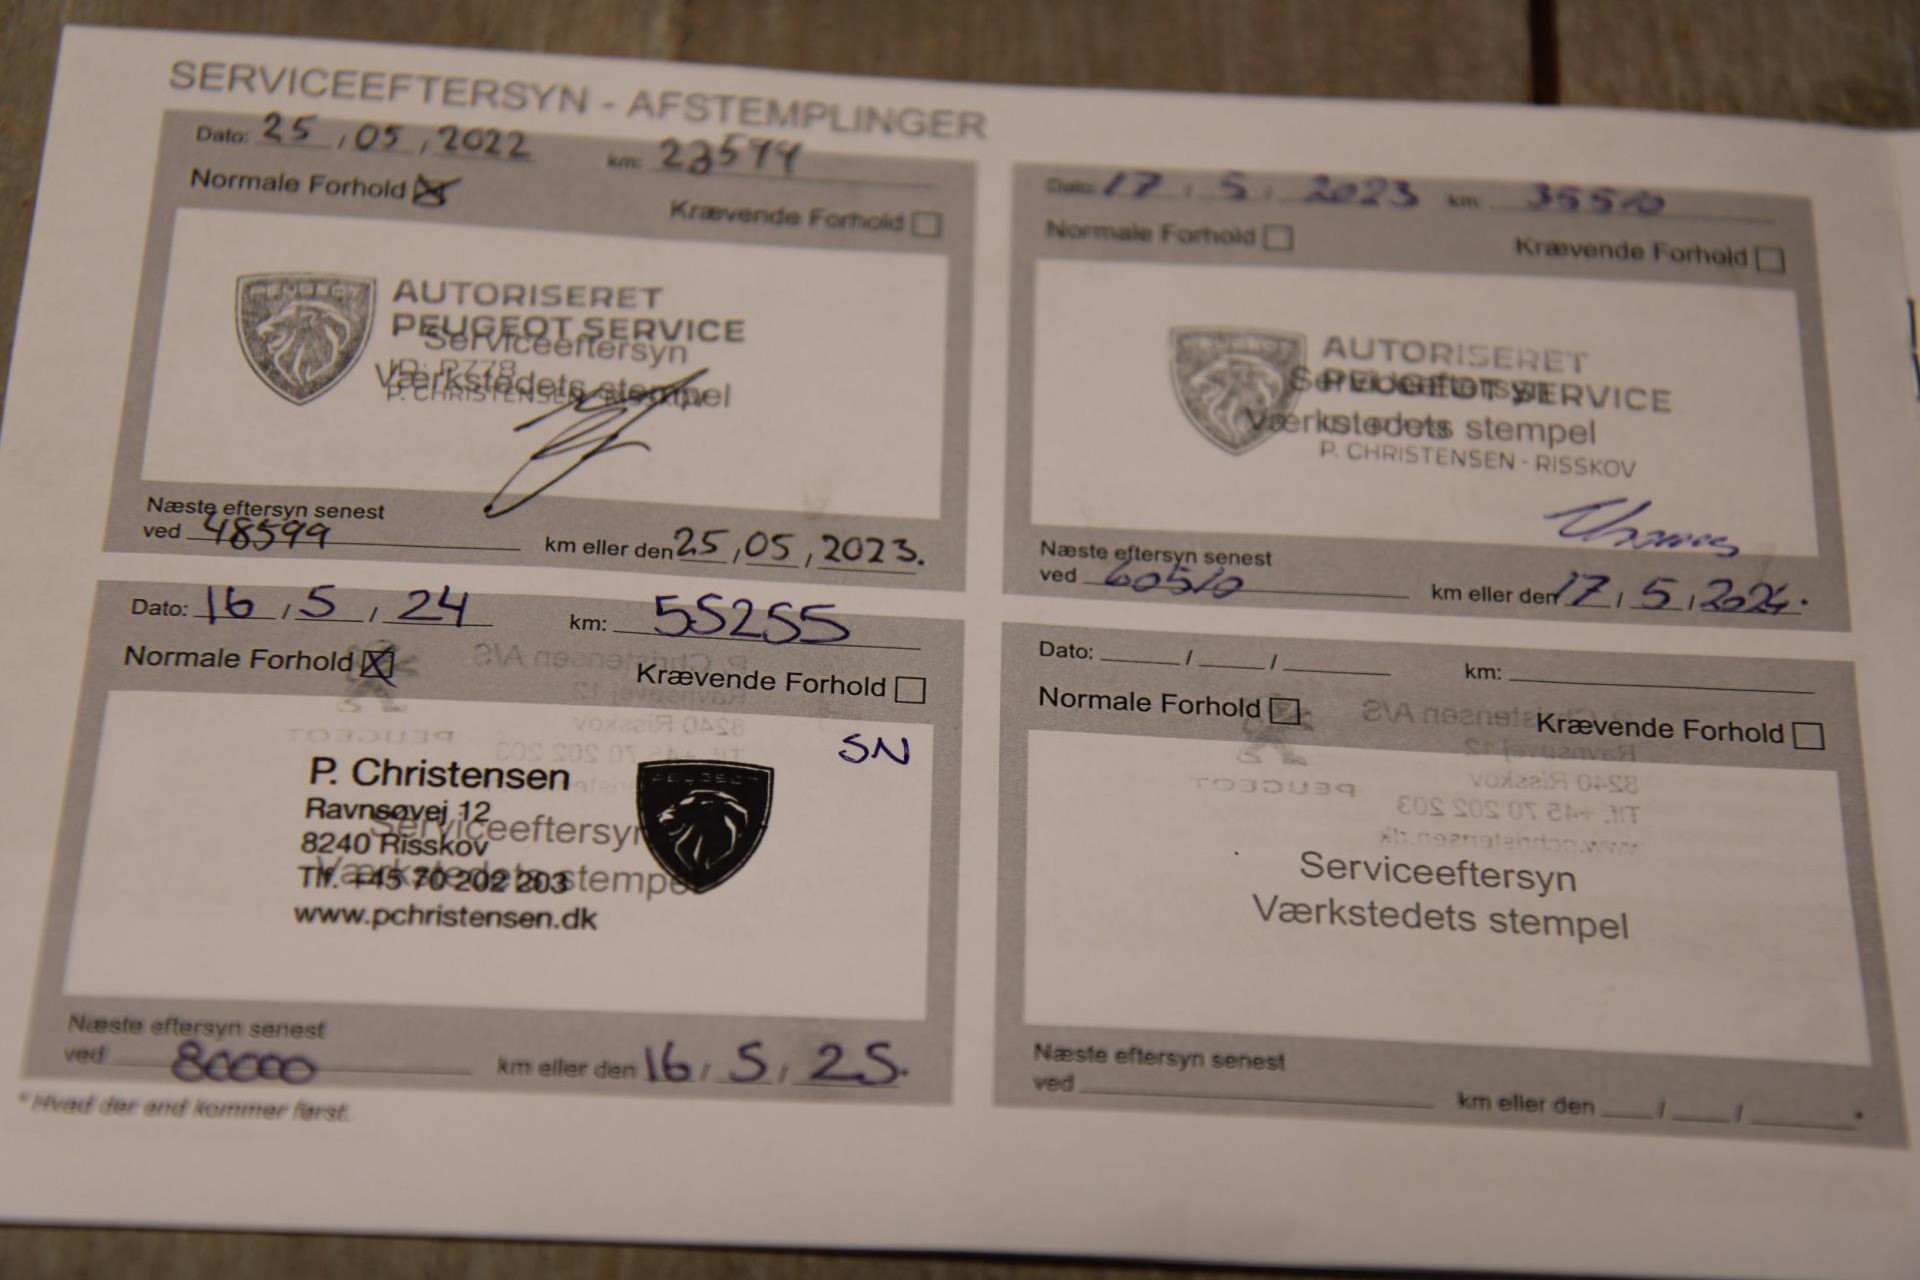 SERVICEEFTERSYN - AFSTEMPLINGER
Dato: 25 / 05 / 2022 km: 23599
Normale Forhold
Krævende Forhold
PEUGEOT
AUTORISERET
PEUGEOT SERVICE
Serviceeftersyn
Værkstedets stempel
P. CHRISTENSEN
Næste eftersyn senest
ved 48599 km eller den 25 / 05 / 2023.
Dato: 17 / 5 / 2023 km: 35510
Normale Forhold
Krævende Forhold
AUTORISERET
PEUGEOT SERVICE
Serviceeftersyn
Værkstedets stempel
P. CHRISTENSEN - RISSKOV
Næste eftersyn senest
ved 60510 km eller den 17 / 5 / 2024.
Dato: 16 / 5 / 24 km: 55255
Normale Forhold
Krævende Forhold
SN
P. Christensen
Ravnsøvej 12
8240 Risskov
Tlf. +45 70 202 203
www.pchristensen.dk
PEUGEOT
Serviceeftersyn
Værkstedets stempel
Næste eftersyn senest
ved 80000 km eller den 16 / 5 / 25.
* Hvad der end kommer først.
Dato: / / km:
Normale Forhold
Krævende Forhold
Serviceeftersyn
Værkstedets stempel
Næste eftersyn senest
ved km eller den / / *